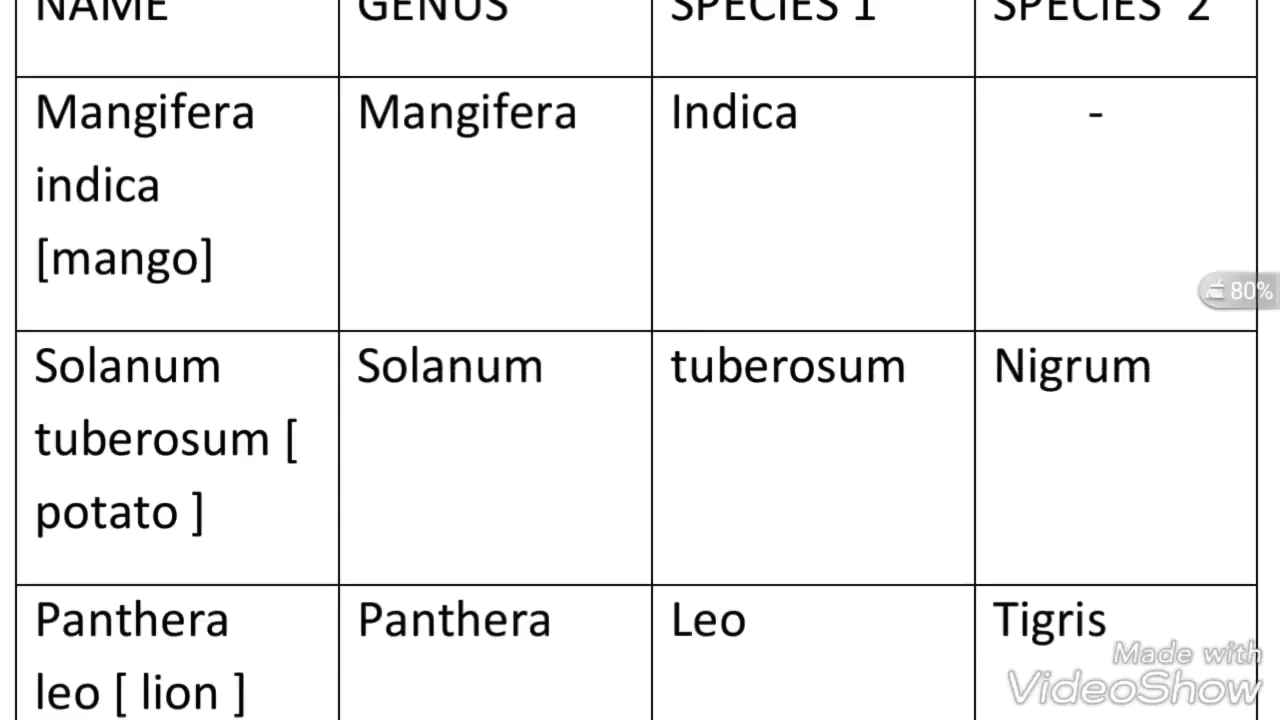 NAME GENUS SPECIES 1 SPECIES 2
Mangifera Mangifera Indica -
indica
[mango]
80%
Solanum Solanum tuberosum Nigrum
tuberosum [
potato ]
Panthera Panthera Leo Tigris
leo [ lion ]
Made with
VideoShow